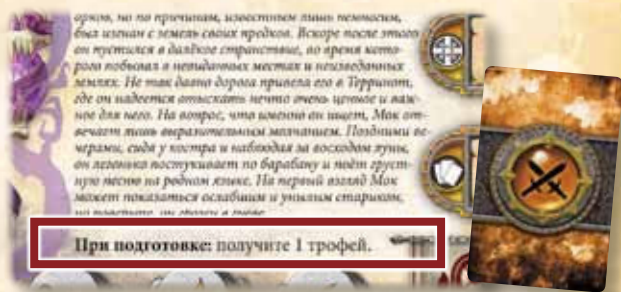 орков, но по причинам, известным лишь немногим,
был изгнан с земель своих предков. Вскоре после этого
он пустился в далёкое странствие, во время кото-
рого побывал в невиданных местах и неизведанных
землях. Не так давно дорога привела его в Терринот,
где он надеется отыскать нечто очень ценное и важ-
ное для него. На вопрос, что именно он ищет, Мок от-
вечает лишь выразительным молчанием. Поздними ве-
черами, сидя у костра и наблюдая за восходом луны,
он легонько постукивает по барабану и поёт груст-
ную песню на родном языке. На первый взгляд Мок
может показаться ослабшим и унылым стариком,
При подготовке: получите 1 трофей.